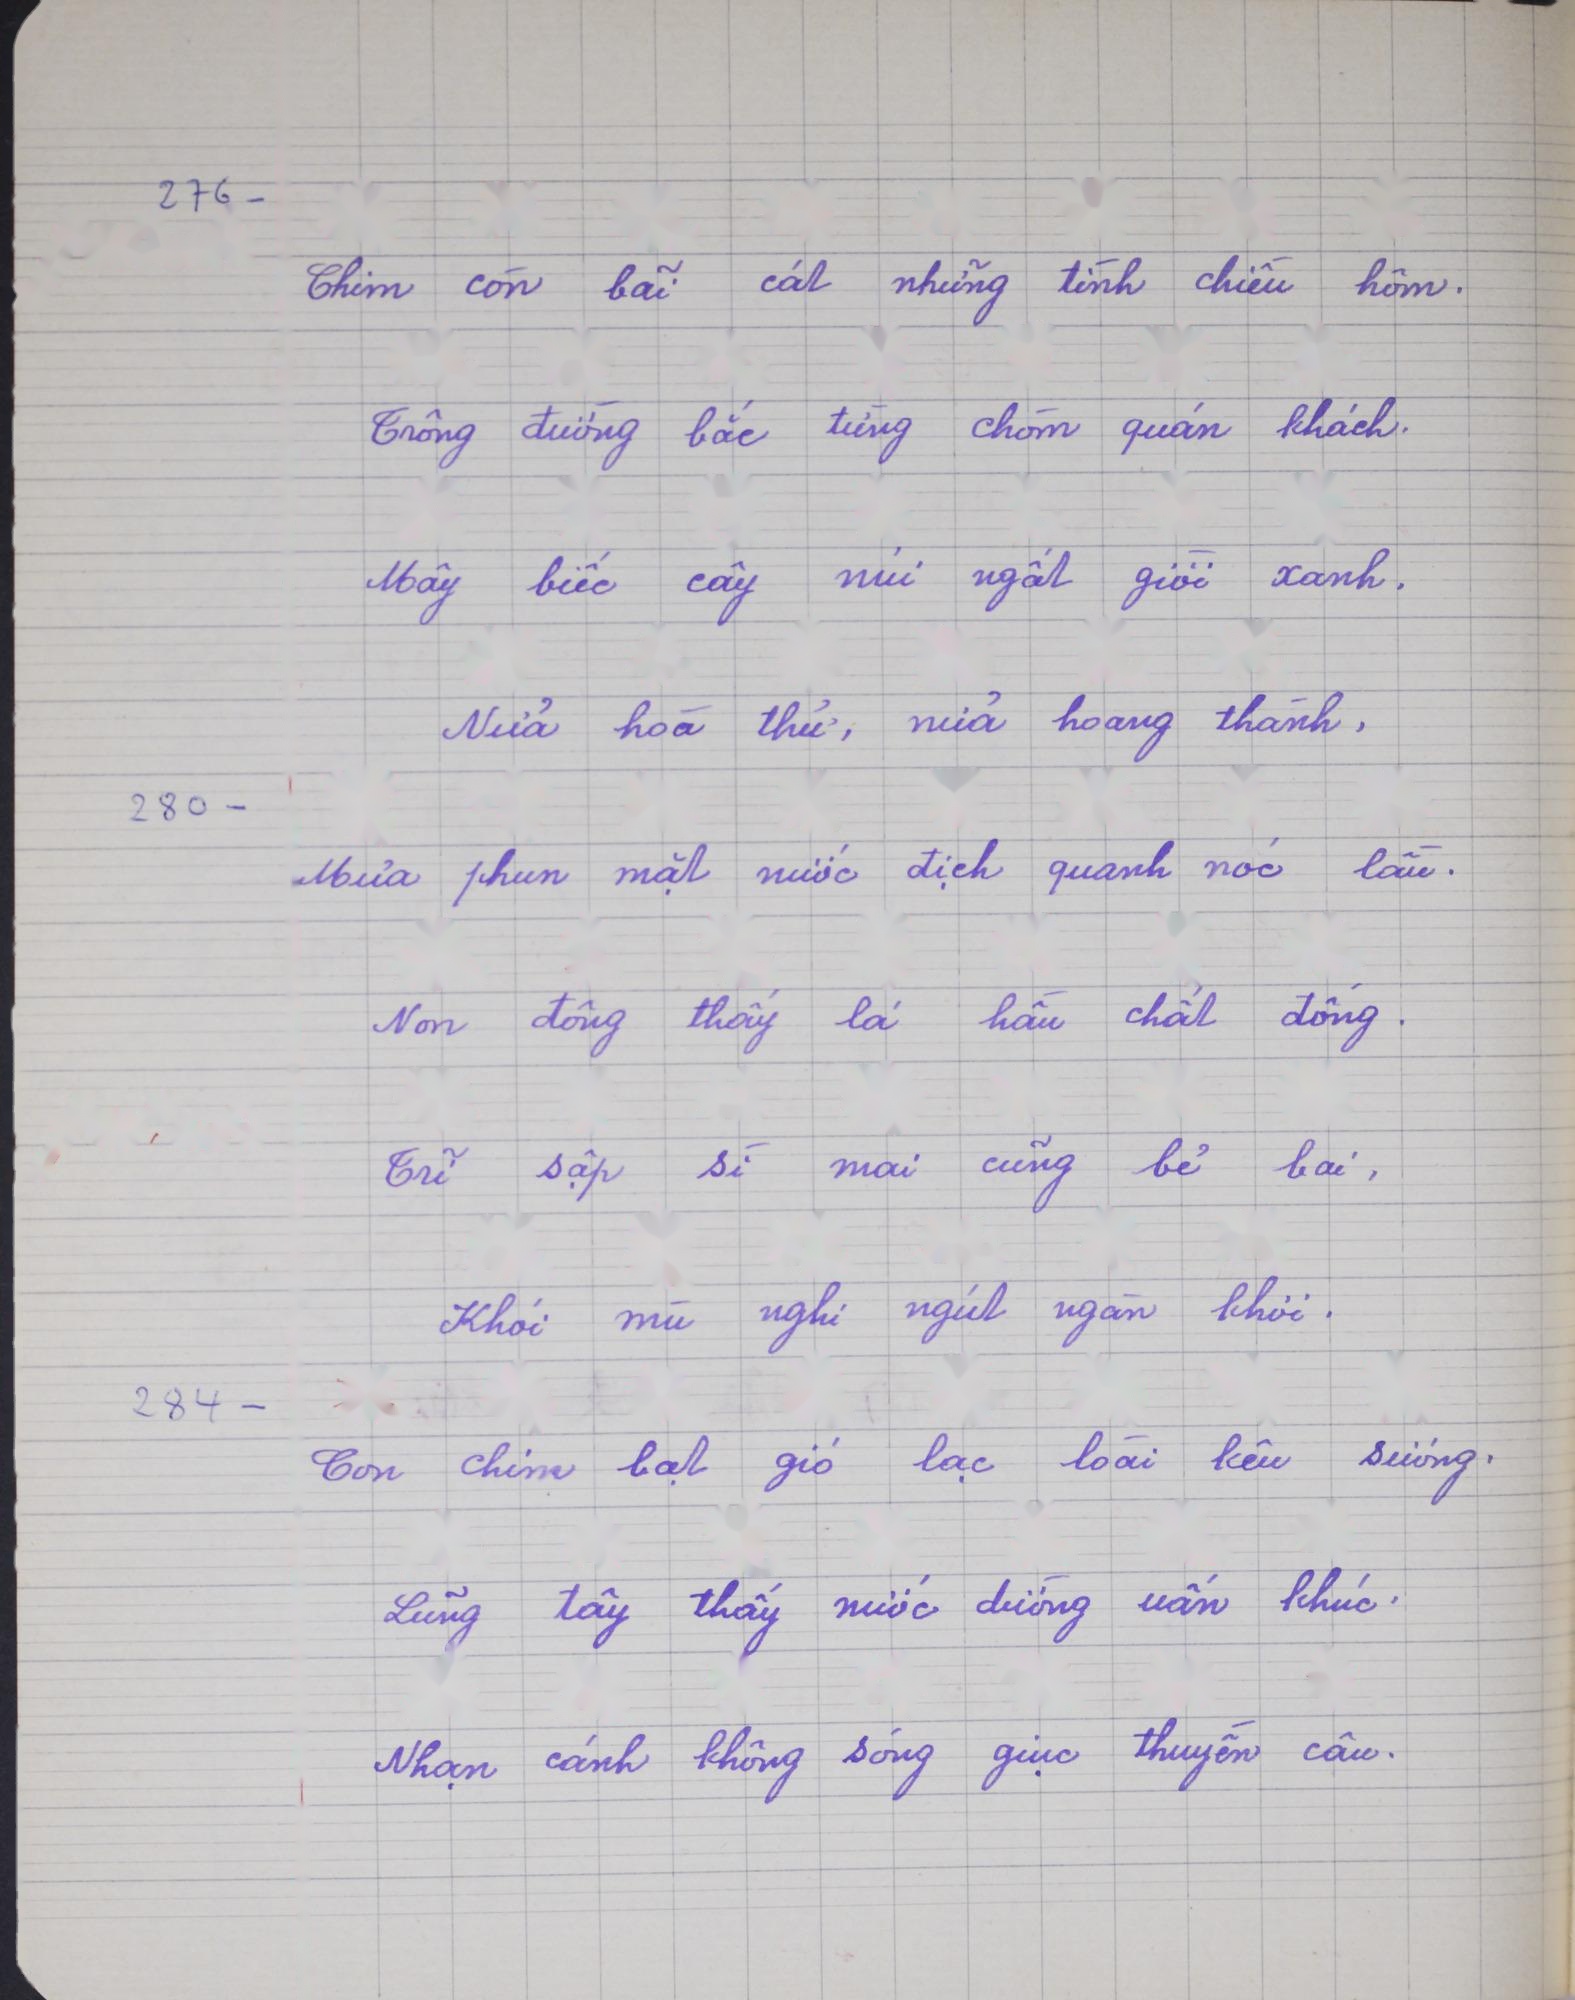 276-
Chim còn bãi cát những tình chiều hôm.
Trông đường bắc từng chòm quán khách.
Mây biếc cây núi ngất giời xanh.
Nửa hoà thử, nửa hoang thành,
280-
Mưa phun mặt nước địch quanh nóc lầu.
Non đông thấy lá hầu chất đống.
Trĩ sập sì mai cũng bẻ bai,
Khói mù nghi ngút ngàn khơi.
284-
Con chim bạt gió lạc loài kêu sương.
Lũng tây thấy nước dường uấn khúc.
Nhạn cánh không sóng giục thuyền câu.